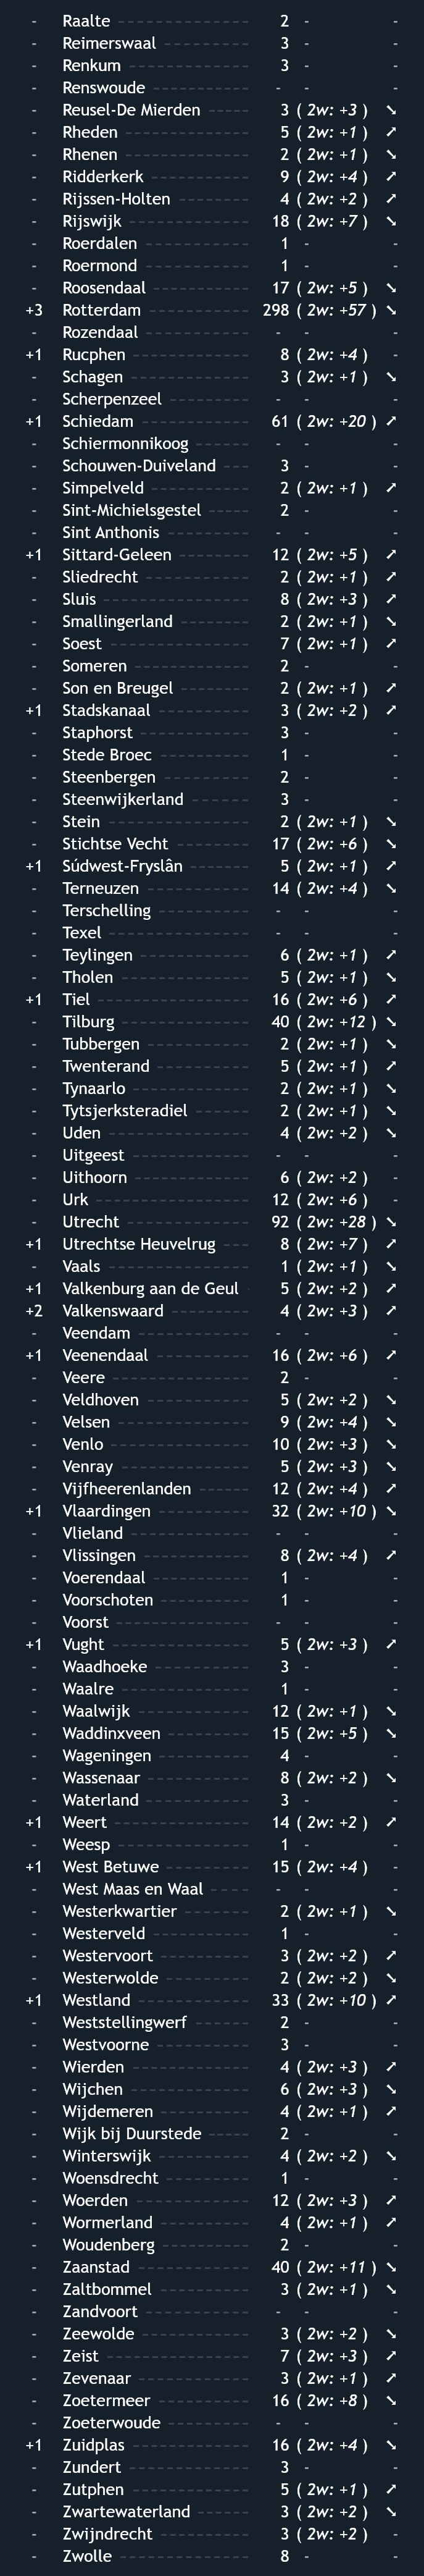 - Raalte 2 - -
- Reimerswaal 3 - -
- Renkum 3 - -
- Renswoude - - -
- Reusel-De Mierden 3 ( 2w: +3 ) ↘
- Rheden 5 ( 2w: +1 ) ↗
- Rhenen 2 ( 2w: +1 ) ↘
- Ridderkerk 9 ( 2w: +4 ) ↗
- Rijssen-Holten 4 ( 2w: +2 ) ↗
- Rijswijk 18 ( 2w: +7 ) ↘
- Roerdalen 1 - -
- Roermond 1 - -
- Roosendaal 17 ( 2w: +5 ) ↘
+3 Rotterdam 298 ( 2w: +57 ) ↘
- Rozendaal - - -
+1 Rucphen 8 ( 2w: +4 ) -
- Schagen 3 ( 2w: +1 ) ↘
- Scherpenzeel - - -
+1 Schiedam 61 ( 2w: +20 ) ↗
- Schiermonnikoog - - -
- Schouwen-Duiveland 3 - -
- Simpelveld 2 ( 2w: +1 ) ↗
- Sint-Michielsgestel 2 - -
- Sint Anthonis - - -
+1 Sittard-Geleen 12 ( 2w: +5 ) ↗
- Sliedrecht 2 ( 2w: +1 ) ↗
- Sluis 8 ( 2w: +3 ) ↗
- Smallingerland 2 ( 2w: +1 ) ↘
- Soest 7 ( 2w: +1 ) ↗
- Someren 2 - -
- Son en Breugel 2 ( 2w: +1 ) ↗
+1 Stadskanaal 3 ( 2w: +2 ) ↗
- Staphorst 3 - -
- Stede Broec 1 - -
- Steenbergen 2 - -
- Steenwijkerland 3 - -
- Stein 2 ( 2w: +1 ) ↘
- Stichtse Vecht 17 ( 2w: +6 ) ↘
+1 Súdwest-Fryslân 5 ( 2w: +1 ) ↗
- Terneuzen 14 ( 2w: +4 ) ↘
- Terschelling - - -
- Texel - - -
- Teylingen 6 ( 2w: +1 ) ↗
- Tholen 5 ( 2w: +1 ) ↘
+1 Tiel 16 ( 2w: +6 ) ↗
- Tilburg 40 ( 2w: +12 ) ↘
- Tubbergen 2 ( 2w: +1 ) ↘
- Twenterand 5 ( 2w: +1 ) ↗
- Tynaarlo 2 ( 2w: +1 ) ↘
- Tytsjerksteradiel 2 ( 2w: +1 ) ↘
- Uden 4 ( 2w: +2 ) ↘
- Uitgeest - - -
- Uithoorn 6 ( 2w: +2 ) -
- Urk 12 ( 2w: +6 ) -
- Utrecht 92 ( 2w: +28 ) ↘
+1 Utrechtse Heuvelrug 8 ( 2w: +7 ) ↗
- Vaals 1 ( 2w: +1 ) ↘
+1 Valkenburg aan de Geul 5 ( 2w: +2 ) ↗
+2 Valkenswaard 4 ( 2w: +3 ) ↗
- Veendam - - -
+1 Veenendaal 16 ( 2w: +6 ) ↗
- Veere 2 - -
- Veldhoven 5 ( 2w: +2 ) ↘
- Velsen 9 ( 2w: +4 ) ↘
- Venlo 10 ( 2w: +3 ) ↘
- Venray 5 ( 2w: +3 ) ↘
- Vijfheerenlanden 12 ( 2w: +4 ) ↗
+1 Vlaardingen 32 ( 2w: +10 ) ↘
- Vlieland - - -
- Vlissingen 8 ( 2w: +4 ) ↗
- Voerendaal 1 - -
- Voorschoten 1 - -
- Voorst - - -
+1 Vught 5 ( 2w: +3 ) ↗
- Waadhoeke 3 - -
- Waalre 1 - -
- Waalwijk 12 ( 2w: +1 ) ↘
- Waddinxveen 15 ( 2w: +5 ) ↘
- Wageningen 4 - -
- Wassenaar 8 ( 2w: +2 ) ↘
- Waterland 3 - -
+1 Weert 14 ( 2w: +2 ) ↗
- Weesp 1 - -
+1 West Betuwe 15 ( 2w: +4 ) -
- West Maas en Waal - - -
- Westerkwartier 2 ( 2w: +1 ) ↘
- Westerveld 1 - -
- Westervoort 3 ( 2w: +2 ) ↗
- Westerwolde 2 ( 2w: +2 ) ↘
+1 Westland 33 ( 2w: +10 ) ↗
- Weststellingwerf 2 - -
- Westvoorne 3 - -
- Wierden 4 ( 2w: +3 ) ↗
- Wijchen 6 ( 2w: +3 ) ↘
- Wijdemeren 4 ( 2w: +1 ) ↗
- Wijk bij Duurstede 2 - -
- Winterswijk 4 ( 2w: +2 ) ↘
- Woensdrecht 1 - -
- Woerden 12 ( 2w: +3 ) ↗
- Wormerland 4 ( 2w: +1 ) ↗
- Woudenberg 2 - -
- Zaanstad 40 ( 2w: +11 ) ↘
- Zaltbommel 3 ( 2w: +1 ) ↘
- Zandvoort - - -
- Zeewolde 3 ( 2w: +2 ) ↘
- Zeist 7 ( 2w: +3 ) ↗
- Zevenaar 3 ( 2w: +1 ) ↗
- Zoetermeer 16 ( 2w: +8 ) ↘
- Zoeterwoude - - -
+1 Zuidplas 16 ( 2w: +4 ) ↘
- Zundert 3 - -
- Zutphen 5 ( 2w: +1 ) ↗
- Zwartewaterland 3 ( 2w: +2 ) ↘
- Zwijndrecht 3 ( 2w: +2 ) -
- Zwolle 8 - -